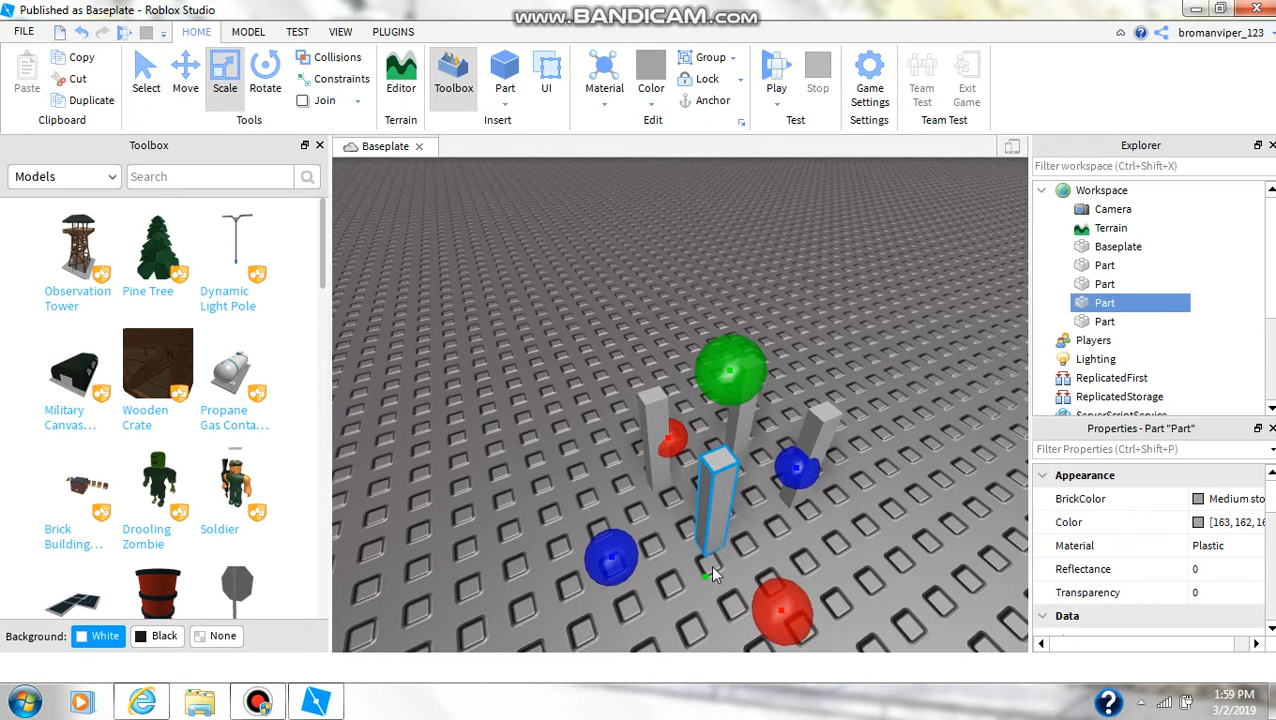 Published as Baseplate - Roblox Studio
www.BANDICAM.com
FILE HOME MODEL TEST VIEW PLUGINS bromanviper_123
Paste
Copy
Cut
Duplicate
Clipboard
Select Move Scale Rotate
Collisions
Constraints
Join
Tools
Editor
Terrain
Toolbox Part UI
Insert
Material Color
Group
Lock
Anchor
Edit
Play Stop
Test
Game Settings
Settings
Team Test
Exit Game
Team Test
Toolbox
Models
Search
Observation Tower
Pine Tree
Dynamic Light Pole
Military Canvas...
Wooden Crate
Propane Gas Conta...
Brick Building...
Drooling Zombie
Soldier
Background: White Black None
Baseplate
Explorer
Filter workspace (Ctrl+Shift+X)
Workspace
Camera
Terrain
Baseplate
Part
Part
Part
Part
Players
Lighting
ReplicatedFirst
ReplicatedStorage
ServerScriptService
Properties - Part "Part"
Filter Properties (Ctrl+Shift+P)
Appearance
BrickColor Medium sto
Color [163, 162, 16
Material Plastic
Reflectance 0
Transparency 0
Data
1:59 PM
3/2/2019